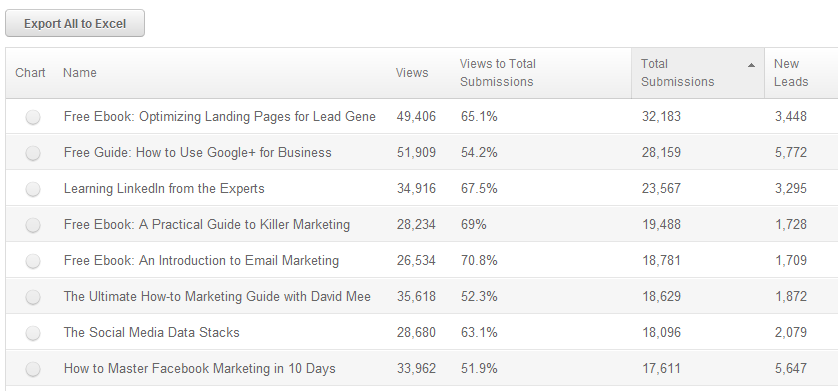 Export All to Excel
Chart Name Views Views to Total Submissions Total Submissions New Leads
Free Ebook: Optimizing Landing Pages for Lead Gene 49,406 65.1% 32,183 3,448
Free Guide: How to Use Google+ for Business 51,909 54.2% 28,159 5,772
Learning LinkedIn from the Experts 34,916 67.5% 23,567 3,295
Free Ebook: A Practical Guide to Killer Marketing 28,234 69% 19,488 1,728
Free Ebook: An Introduction to Email Marketing 26,534 70.8% 18,781 1,709
The Ultimate How-to Marketing Guide with David Mee 35,618 52.3% 18,629 1,872
The Social Media Data Stacks 28,680 63.1% 18,096 2,079
How to Master Facebook Marketing in 10 Days 33,962 51.9% 17,611 5,647